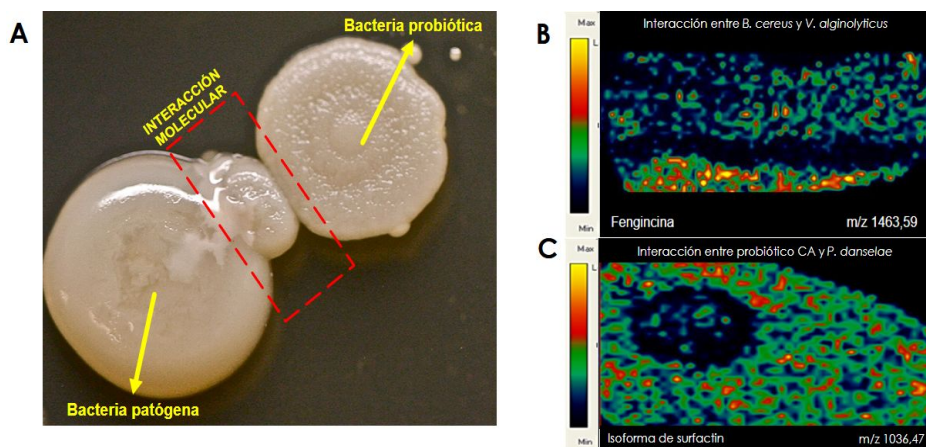 A
Bacteria probiótica
INTERACCIÓN
MOLECULAR
Bacteria patógena
B
Max
Interacción entre B. cereus y V. alginolyticus
L
Min
Fengincina
m/z 1463,59
C
Max
Interacción entre probiótico CA y P. danselae
L
Min
Isoforma de surfactin
m/z 1036,47